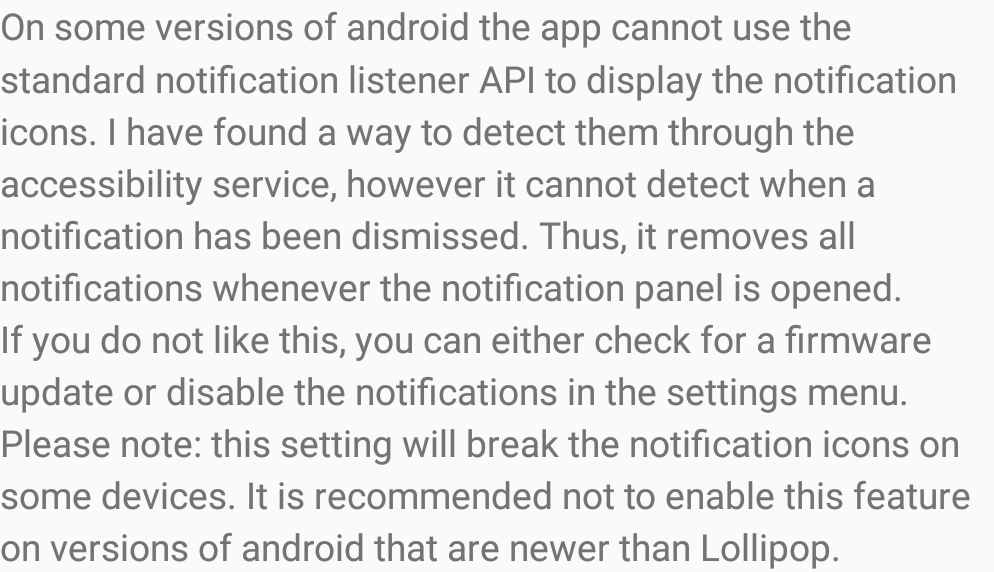 On some versions of android the app cannot use the
standard notification listener API to display the notification
icons. I have found a way to detect them through the
accessibility service, however it cannot detect when a
notification has been dismissed. Thus, it removes all
notifications whenever the notification panel is opened.
If you do not like this, you can either check for a firmware
update or disable the notifications in the settings menu.
Please note: this setting will break the notification icons on
some devices. It is recommended not to enable this feature
on versions of android that are newer than Lollipop.